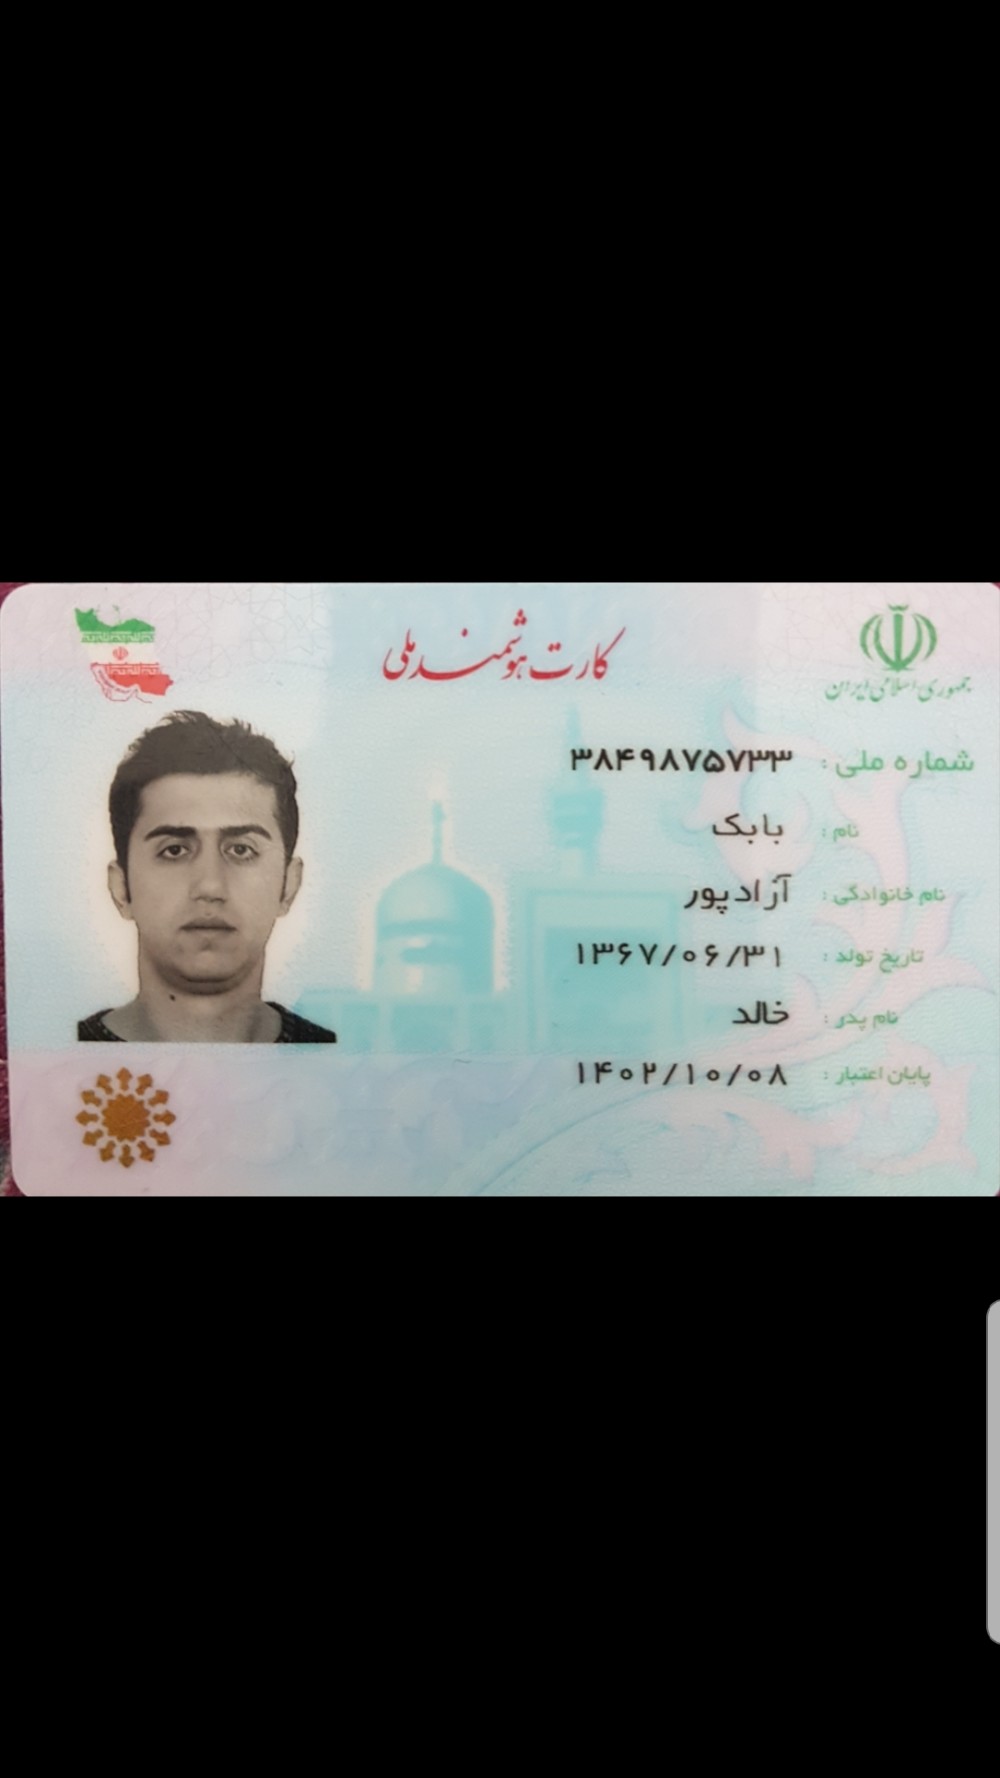 جمهوری اسلامی ایران
کارت هوشمند ملی
شماره ملی : ۳۸۴۹۸۷۵۷۳۳
نام : بابک
نام خانوادگی : آزادپور
تاریخ تولد : ۱۳۶۷/۰۶/۳۱
نام پدر : خالد
پایان اعتبار : ۱۴۰۲/۱۰/۰۸